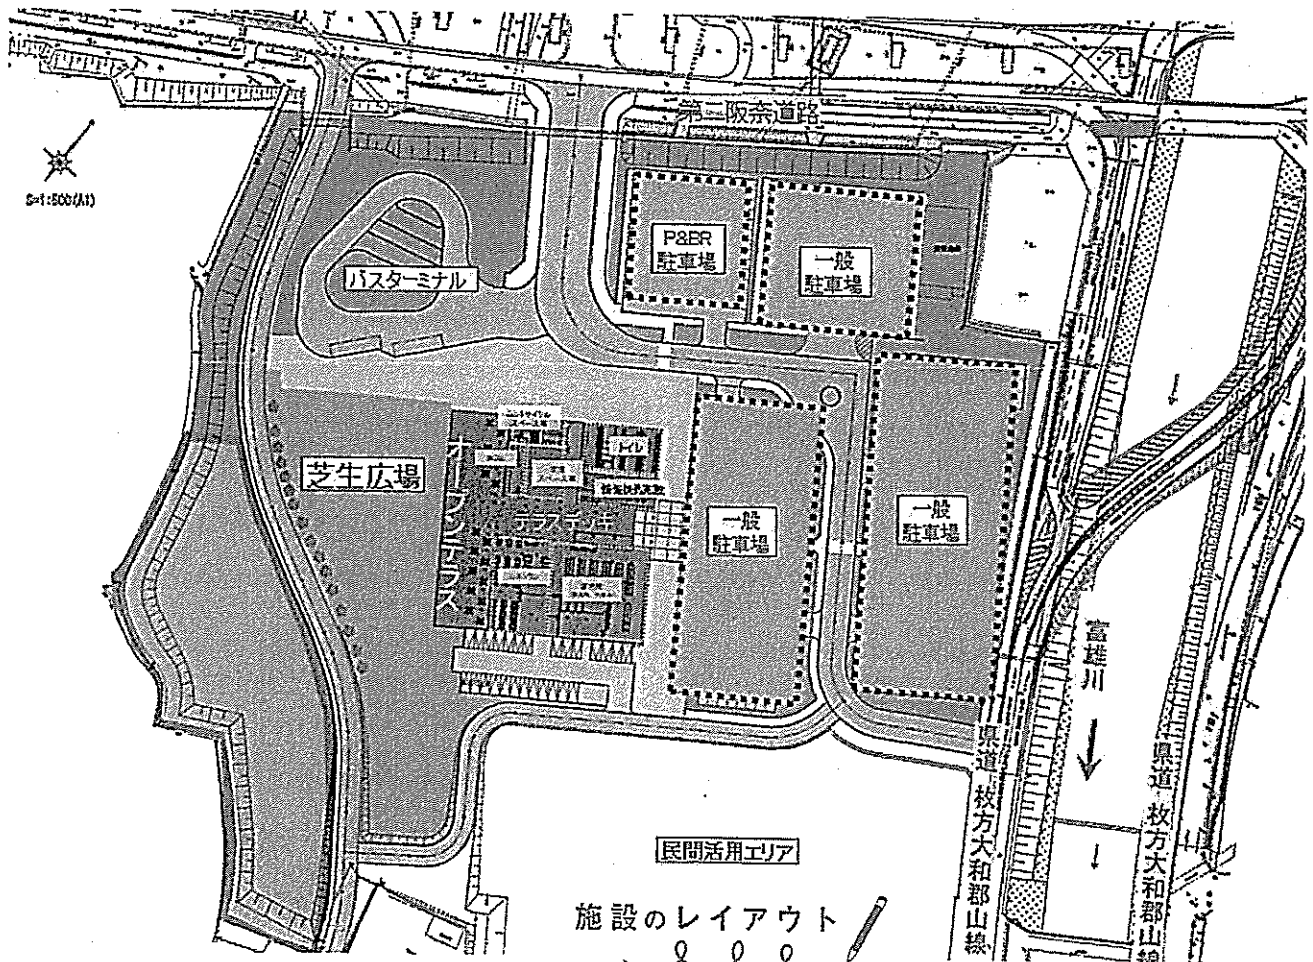 第二阪奈道路
S=1:500(A1)
P&BR
駐車場
一般
駐車場
バスターミナル
トイレ
芝生広場
オープンテラス
テラスデッキ
一般
駐車場
一般
駐車場
富雄川
県道 枚方大和郡山線
県道 枚方大和郡山線
民間活用エリア
施設のレイアウト